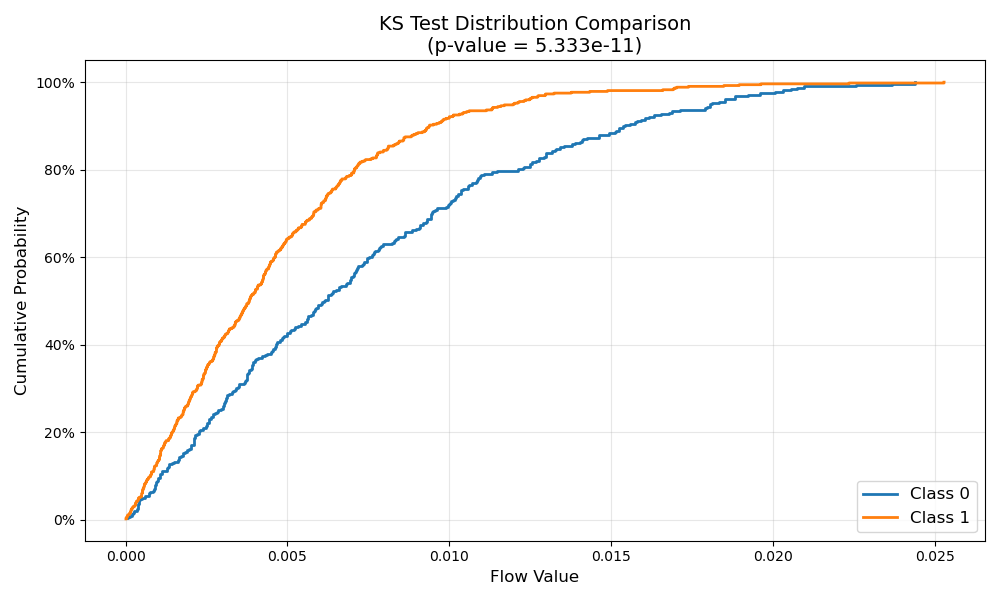 KS Test Distribution Comparison
(p-value = 5.333e-11)
Cumulative Probability
100%
80%
60%
40%
20%
0%
Class 0
Class 1
0.000 0.005 0.010 0.015 0.020 0.025
Flow Value